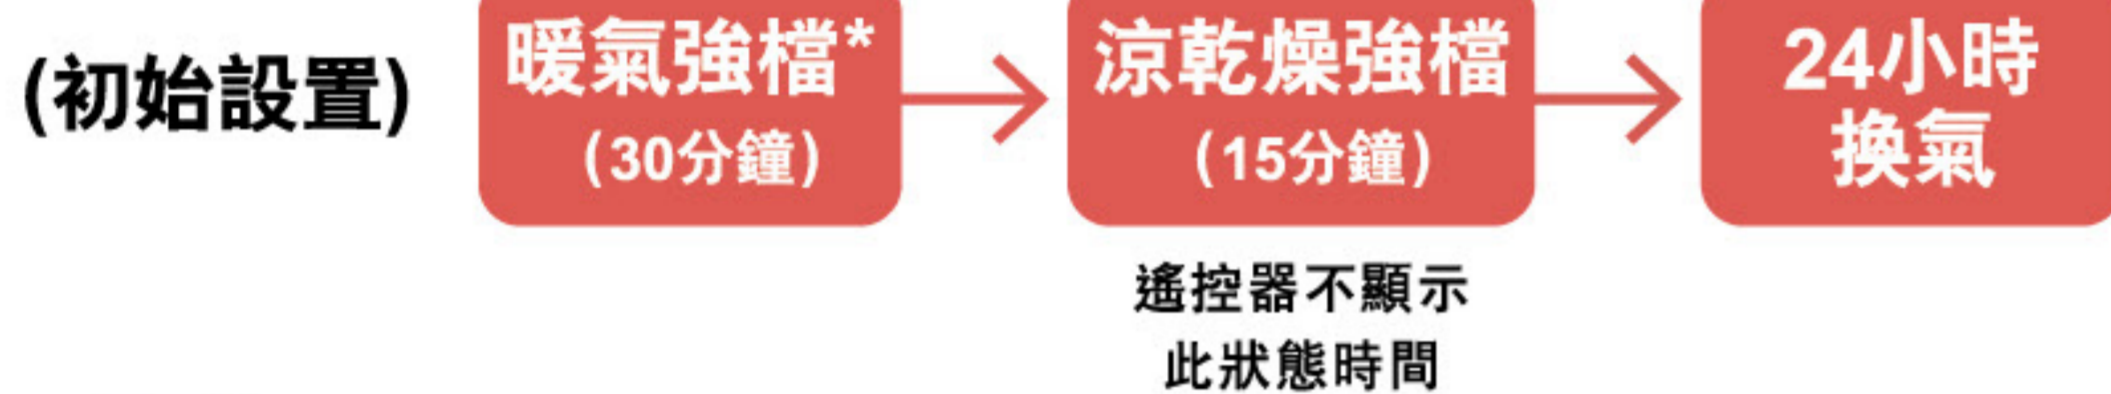 (初始設置)
暖氣強檔*
(30分鐘)
涼乾燥強檔
(15分鐘)
24小時
換氣
遙控器不顯示
此狀態時間